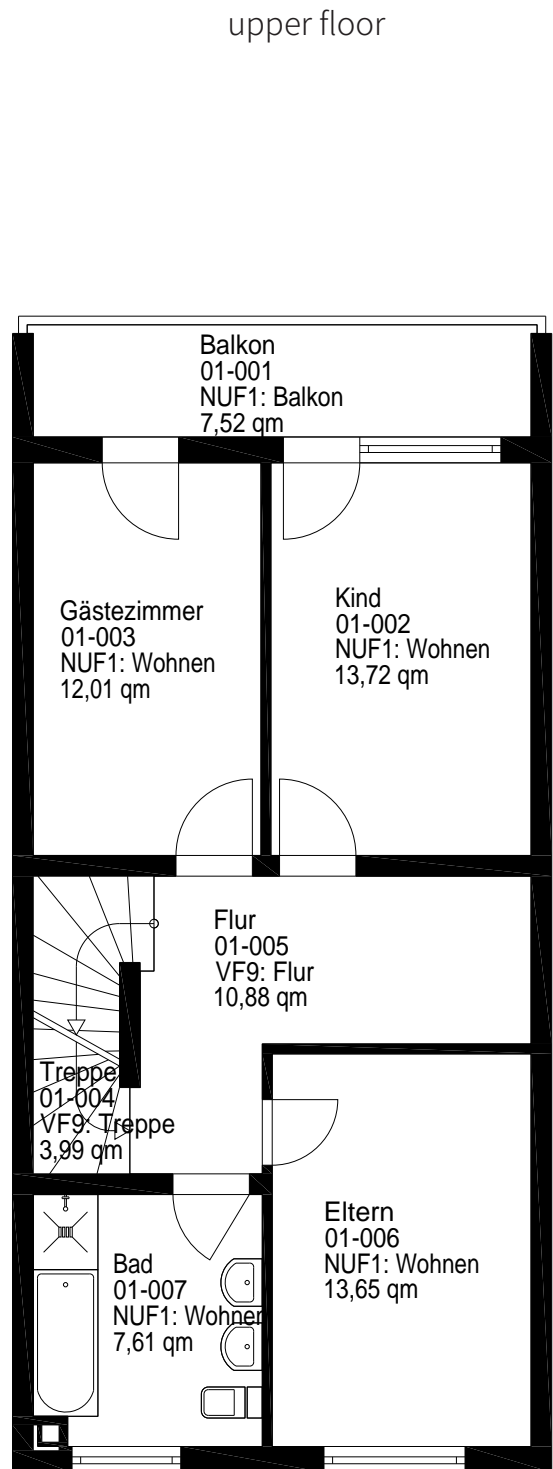 upper floor
Balkon
01-001
NUF1: Balkon
7,52 qm
Gästezimmer
01-003
NUF1: Wohnen
12,01 qm
Kind
01-002
NUF1: Wohnen
13,72 qm
Flur
01-005
VF9: Flur
10,88 qm
Treppe
01-004
VF9: Treppe
3,99 qm
Eltern
01-006
NUF1: Wohnen
13,65 qm
Bad
01-007
NUF1: Wohnen
7,61 qm